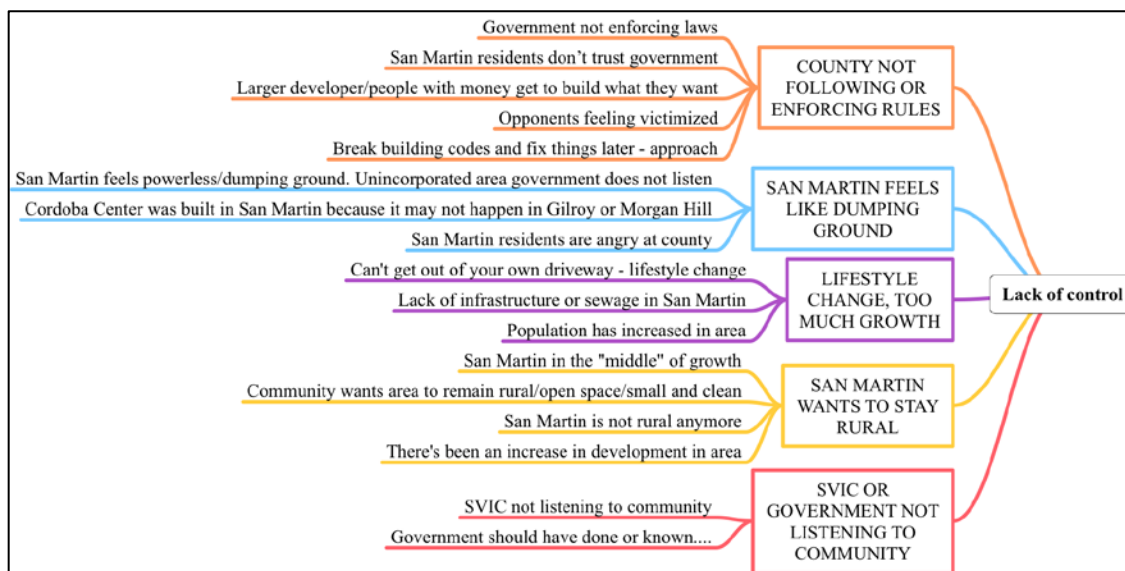 Government not enforcing laws
San Martin residents don’t trust government
Larger developer/people with money get to build what they want
Opponents feeling victimized
Break building codes and fix things later - approach
COUNTY NOT
FOLLOWING OR
ENFORCING RULES
San Martin feels powerless/dumping ground. Unincorporated area government does not listen
Cordoba Center was built in San Martin because it may not happen in Gilroy or Morgan Hill
San Martin residents are angry at county
SAN MARTIN FEELS
LIKE DUMPING
GROUND
Can't get out of your own driveway - lifestyle change
Lack of infrastructure or sewage in San Martin
Population has increased in area
LIFESTYLE
CHANGE, TOO
MUCH GROWTH
Lack of control
San Martin in the "middle" of growth
Community wants area to remain rural/open space/small and clean
San Martin is not rural anymore
There's been an increase in development in area
SAN MARTIN
WANTS TO STAY
RURAL
SVIC not listening to community
Government should have done or known....
SVIC OR
GOVERNMENT NOT
LISTENING TO
COMMUNITY